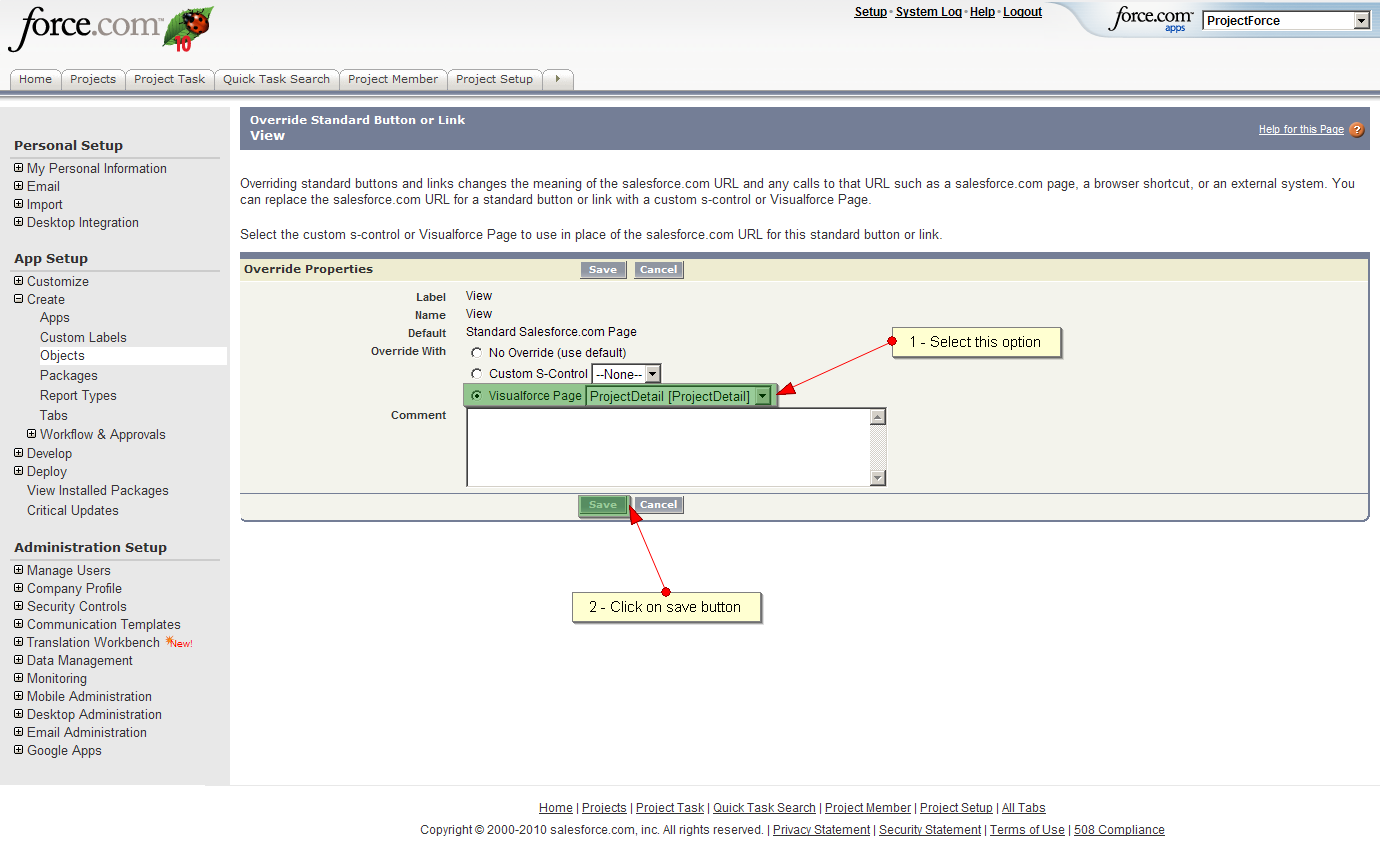 force.com™
10
Setup • System Log • Help • Logout
force.com™
apps
ProjectForce
Home
Projects
Project Task
Quick Task Search
Project Member
Project Setup
Personal Setup
My Personal Information
Email
Import
Desktop Integration
App Setup
Customize
Create
Apps
Custom Labels
Objects
Packages
Report Types
Tabs
Workflow & Approvals
Develop
Deploy
View Installed Packages
Critical Updates
Administration Setup
Manage Users
Company Profile
Security Controls
Communication Templates
Translation Workbench New!
Data Management
Monitoring
Mobile Administration
Desktop Administration
Email Administration
Google Apps
Override Standard Button or Link
View
Help for this Page ?
Overriding standard buttons and links changes the meaning of the salesforce.com URL and any calls to that URL such as a salesforce.com page, a browser shortcut, or an external system. You
can replace the salesforce.com URL for a standard button or link with a custom s-control or Visualforce Page.
Select the custom s-control or Visualforce Page to use in place of the salesforce.com URL for this standard button or link.
Override Properties Save Cancel
Label View
Name View
Default Standard Salesforce.com Page
Override With No Override (use default)
Custom S-Control --None--
Visualforce Page ProjectDetail [ProjectDetail]
Comment
Save Cancel
1 - Select this option
2 - Click on save button
Home | Projects | Project Task | Quick Task Search | Project Member | Project Setup | All Tabs
Copyright © 2000-2010 salesforce.com, inc. All rights reserved. | Privacy Statement | Security Statement | Terms of Use | 508 Compliance